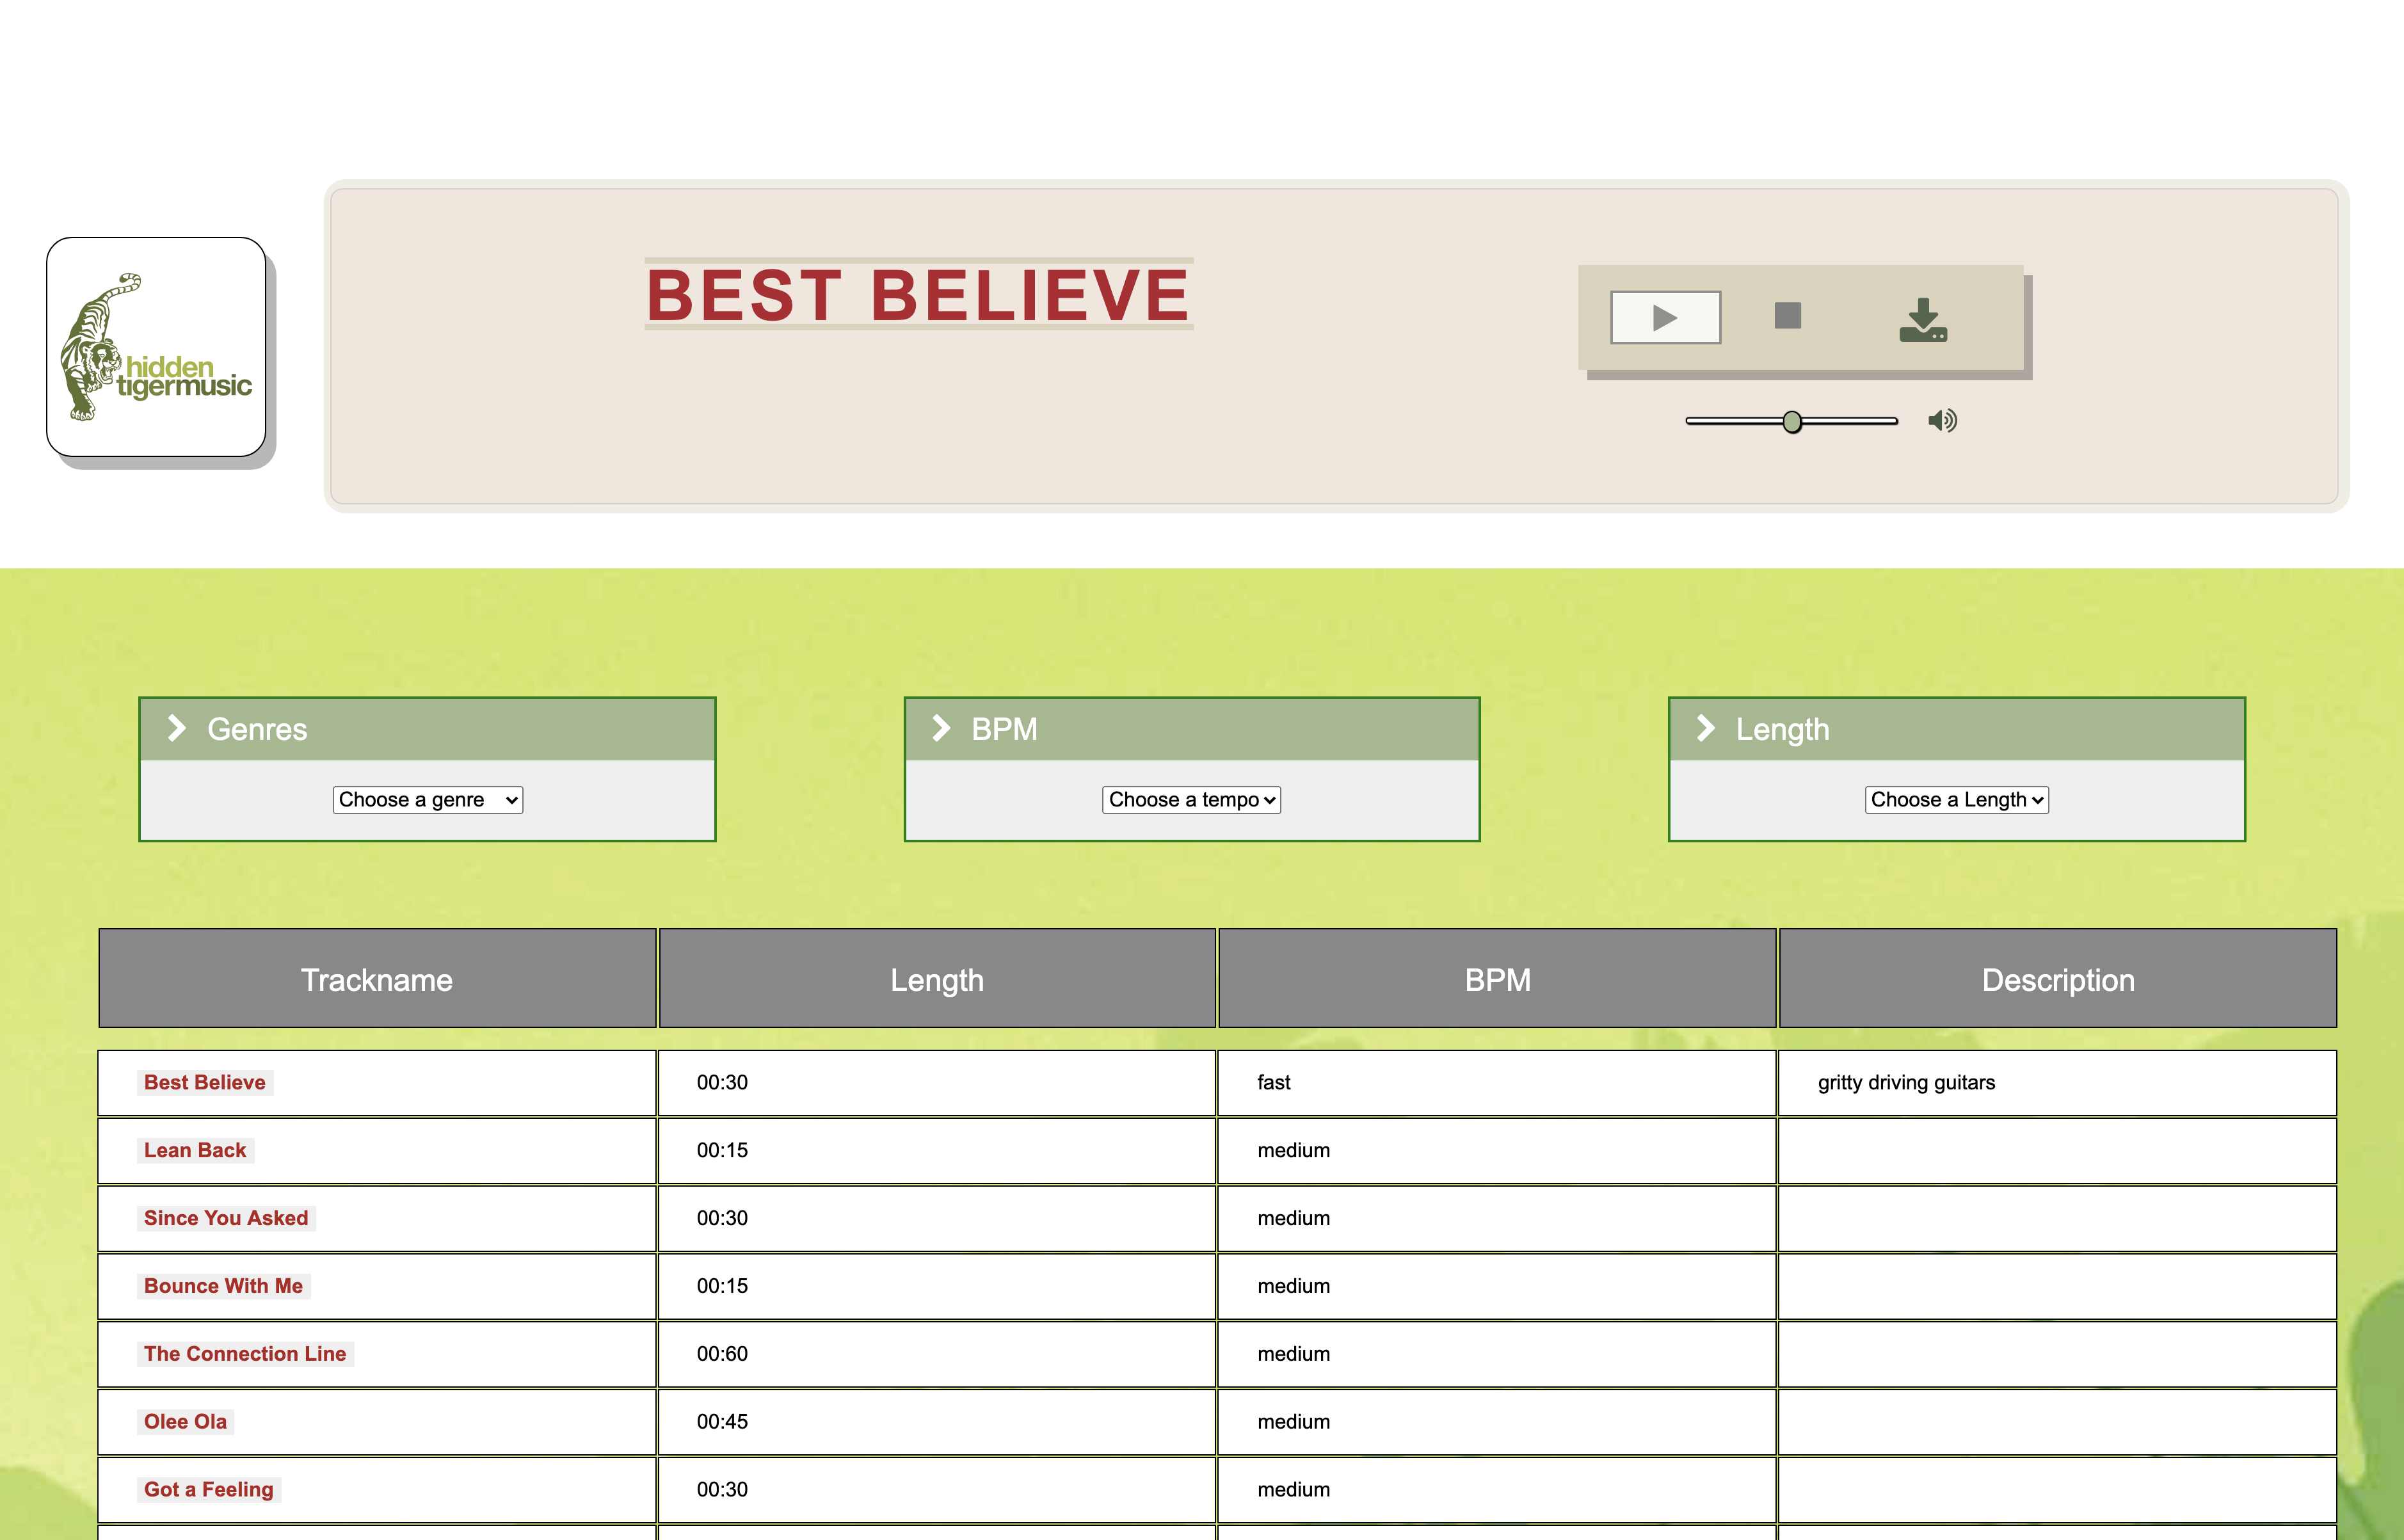 hidden
tigermusic
BEST BELIEVE
Genres
BPM
Length
Choose a genre
Choose a tempo
Choose a Length
Trackname Length BPM Description
Best Believe 00:30 fast gritty driving guitars
Lean Back 00:15 medium
Since You Asked 00:30 medium
Bounce With Me 00:15 medium
The Connection Line 00:60 medium
Olee Ola 00:45 medium
Got a Feeling 00:30 medium